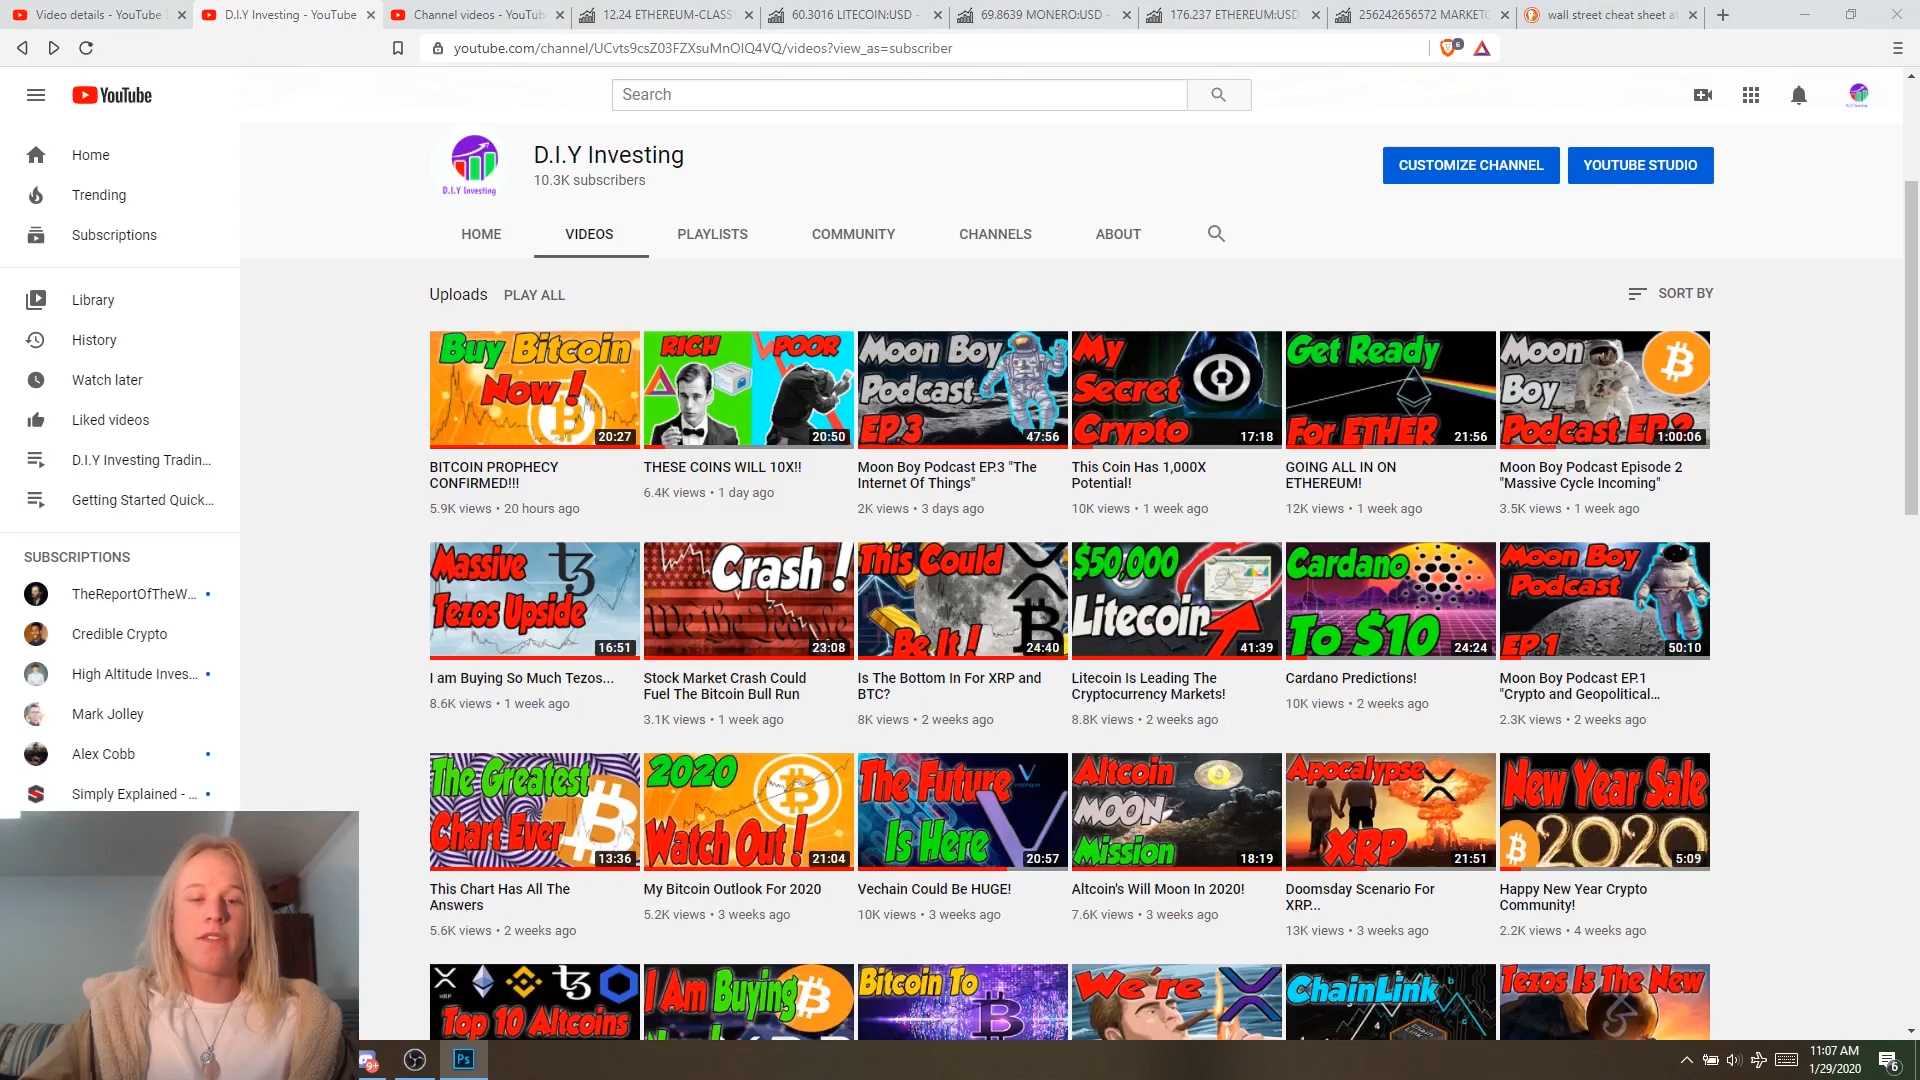 Video details - YouTube
D.I.Y Investing - YouTube
Channel videos - YouTube
12.24 ETHEREUM-CLASS
60.3016 LITECOIN:USD -
69.8639 MONERO:USD -
176.237 ETHEREUM:USD
256242656572 MARKETC
wall street cheat sheet a
youtube.com/channel/UCvts9csZ03FZXsuMnOIQ4VQ/videos?view_as=subscriber
6
YouTube
Search
Home
Trending
Subscriptions
Library
History
Watch later
Liked videos
D.I.Y Investing Tradin...
Getting Started Quick...
SUBSCRIPTIONS
TheReportOfTheW...
Credible Crypto
High Altitude Inves...
Mark Jolley
Alex Cobb
Simply Explained - ...
D.I.Y Investing
D.I.Y Investing
10.3K subscribers
CUSTOMIZE CHANNEL
YOUTUBE STUDIO
HOME
VIDEOS
PLAYLISTS
COMMUNITY
CHANNELS
ABOUT
Uploads
PLAY ALL
SORT BY
Buy Bitcoin
Now!
20:27
BITCOIN PROPHECY
CONFIRMED!!!
5.9K views • 20 hours ago
RICH
POOR
20:50
THESE COINS WILL 10X!!
6.4K views • 1 day ago
Moon Boy
Podcast
EP.3
47:56
Moon Boy Podcast EP.3 "The
Internet Of Things"
2K views • 3 days ago
My
Secret
Crypto
17:18
This Coin Has 1,000X
Potential!
10K views • 1 week ago
Get Ready
For ETHER
21:56
GOING ALL IN ON
ETHEREUM!
12K views • 1 week ago
Moon
Boy
Podcast EP.2
1:00:06
Moon Boy Podcast Episode 2
"Massive Cycle Incoming"
3.5K views • 1 week ago
Massive
Tezos Upside
16:51
I am Buying So Much Tezos...
8.6K views • 1 week ago
Crash!
We the People
23:08
Stock Market Crash Could
Fuel The Bitcoin Bull Run
3.1K views • 1 week ago
This Could
Be It!
24:40
Is The Bottom In For XRP and
BTC?
8K views • 2 weeks ago
$50,000
Litecoin
41:39
Litecoin Is Leading The
Cryptocurrency Markets!
8.8K views • 2 weeks ago
Cardano
To $10
24:24
Cardano Predictions!
10K views • 2 weeks ago
Moon Boy
Podcast
EP.1
50:10
Moon Boy Podcast EP.1
"Crypto and Geopolitical...
2.3K views • 2 weeks ago
The Greatest
Chart Ever
13:36
This Chart Has All The
Answers
5.6K views • 2 weeks ago
2020
Watch Out!
21:04
My Bitcoin Outlook For 2020
5.2K views • 3 weeks ago
The Future
Is Here
20:57
Vechain Could Be HUGE!
10K views • 3 weeks ago
Altcoin
MOON
Mission
18:19
Altcoin's Will Moon In 2020!
7.6K views • 3 weeks ago
Apocalypse
XRP
21:51
Doomsday Scenario For
XRP...
13K views • 3 weeks ago
New Year Sale
2020
5:09
Happy New Year Crypto
Community!
2.2K views • 4 weeks ago
XRP
Top 10 Altcoins
I Am Buying
Bitcoin To
We're
ChainLink
Tezos Is The New
9+
Ps
11:07 AM
1/29/2020
6